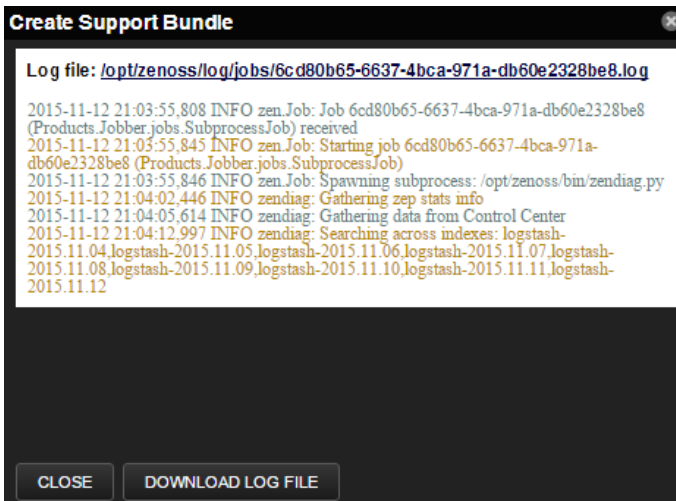 Create Support Bundle
Log file: /opt/zenoss/log/jobs/6cd80b65-6637-4bca-971a-db60e2328be8.log
2015-11-12 21:03:55,808 INFO zen.Job: Job 6cd80b65-6637-4bca-971a-db60e2328be8
(Products.Jobber.jobs.SubprocessJob) received
2015-11-12 21:03:55,845 INFO zen.Job: Starting job 6cd80b65-6637-4bca-971a-
db60e2328be8 (Products.Jobber.jobs.SubprocessJob)
2015-11-12 21:03:55,846 INFO zen.Job: Spawning subprocess: /opt/zenoss/bin/zendiag.py
2015-11-12 21:04:02,446 INFO zendiag: Gathering zep stats info
2015-11-12 21:04:05,614 INFO zendiag: Gathering data from Control Center
2015-11-12 21:04:12,997 INFO zendiag: Searching across indexes: logstash-
2015.11.04,logstash-2015.11.05,logstash-2015.11.06,logstash-2015.11.07,logstash-
2015.11.08,logstash-2015.11.09,logstash-2015.11.10,logstash-2015.11.11,logstash-
2015.11.12
CLOSE
DOWNLOAD LOG FILE